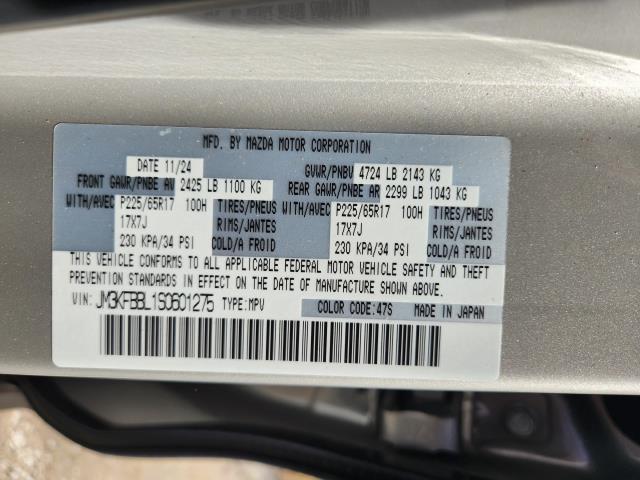 MFD. BY MAZDA MOTOR CORPORATION
DATE 11/24 GVWR/PNBV 4724 LB 2143 KG
FRONT GAWR/PNBE AV 2425 LB 1100 KG REAR GAWR/PNBE AR 2299 LB 1043 KG
WITH/AVEC P225/65R17 100H TIRES/PNEUS WITH/AVEC P225/65R17 100H TIRES/PNEUS
17X7J RIMS/JANTES 17X7J RIMS/JANTES
230 KPA/34 PSI COLD/A FROID 230 KPA/34 PSI COLD/A FROID
THIS VEHICLE CONFORMS TO ALL APPLICABLE FEDERAL MOTOR VEHICLE SAFETY AND THEFT
PREVENTION STANDARDS IN EFFECT ON THE DATE OF MANUFACTURE SHOWN ABOVE.
VIN: JM3KFBBL1S0601275 TYPE: MPV COLOR CODE: 47S MADE IN JAPAN